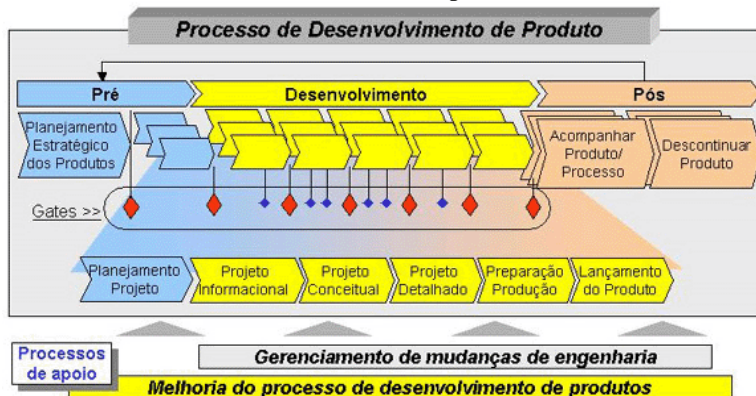 Processo de Desenvolvimento de Produto
Pré
Desenvolvimento
Pós
Planejamento
Estratégico
dos Produtos
Acompanhar
Produto/
Processo
Descontinuar
Produto
Gates >>
Planejamento
Projeto
Projeto
Informacional
Projeto
Conceitual
Projeto
Detalhado
Preparação
Produção
Lançamento
do Produto
Processos
de apoio
Gerenciamento de mudanças de engenharia
Melhoria do processo de desenvolvimento de produtos